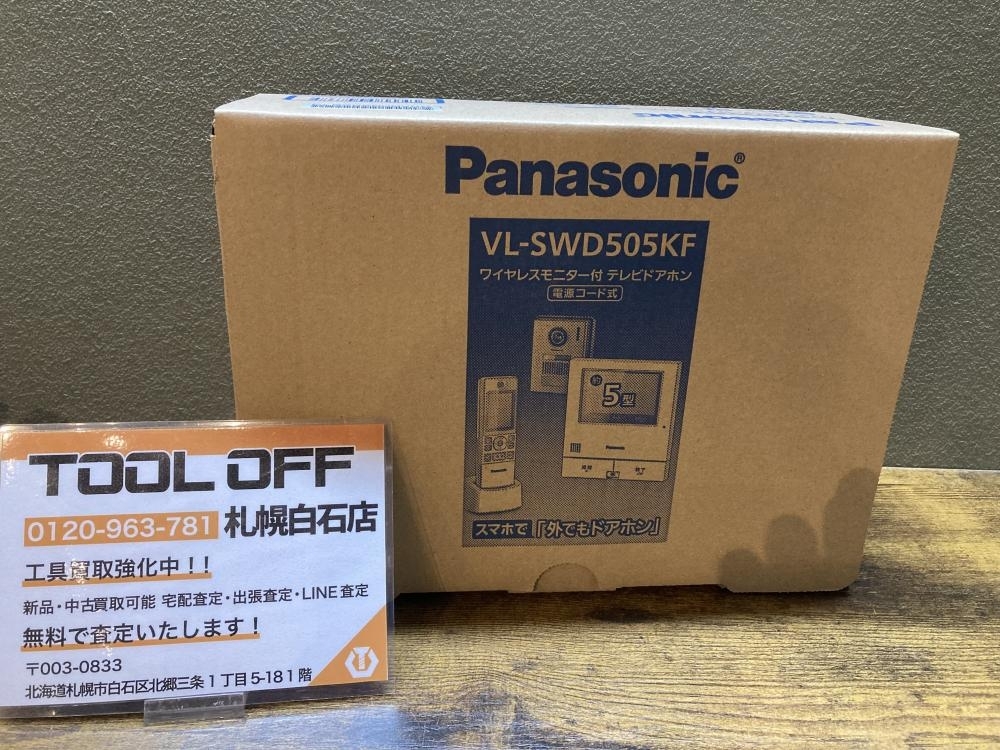 Panasonic
Panasonic®
VL-SWD505KF
ワイヤレスモニター付 テレビドアホン
電源コード式
約5型
Panasonic
Panasonic
スマホで「外でもドアホン」
TOOL OFF
0120-963-781 札幌白石店
工具買取強化中!!
新品・中古買取可能 宅配査定・出張査定・LINE査定
無料で査定いたします!
〒003-0833
北海道札幌市白石区北郷三条1丁目5-18 1階